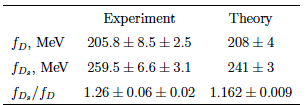 Experiment Theory
f_D, MeV 205.8 ± 8.5 ± 2.5 208 ± 4
f_{D_s}, MeV 259.5 ± 6.6 ± 3.1 241 ± 3
f_{D_s}/f_D 1.26 ± 0.06 ± 0.02 1.162 ± 0.009